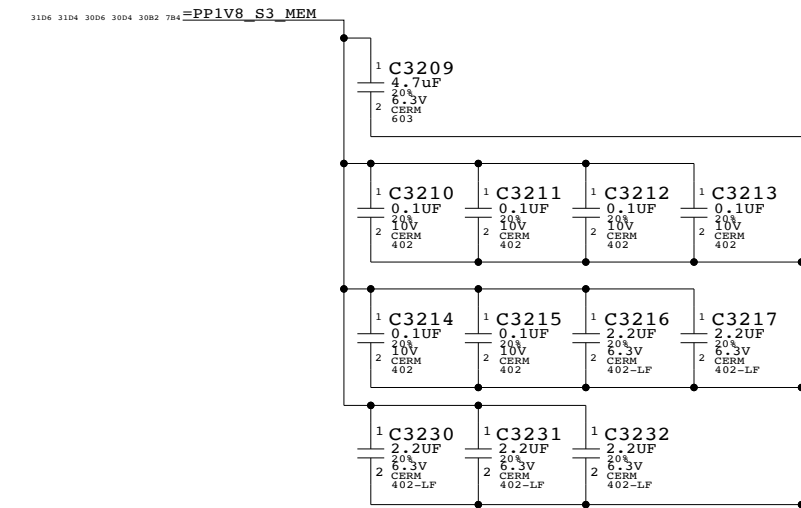 31D6 31D4 30D6 30D4 30B2 7B4 =PP1V8_S3_MEM
1 C3209
4.7uF
20%
6.3V
2 CERM
603
1 C3210 1 C3211 1 C3212 1 C3213
0.1UF 0.1UF 0.1UF 0.1UF
20% 20% 20% 20%
10V 10V 10V 10V
2 CERM 2 CERM 2 CERM 2 CERM
402 402 402 402
1 C3214 1 C3215 1 C3216 1 C3217
0.1UF 0.1UF 2.2UF 2.2UF
20% 20% 20% 20%
10V 10V 6.3V 6.3V
2 CERM 2 CERM 2 CERM 2 CERM
402 402 402-LF 402-LF
1 C3230 1 C3231 1 C3232
2.2UF 2.2UF 2.2UF
20% 20% 20%
6.3V 6.3V 6.3V
2 CERM 2 CERM 2 CERM
402-LF 402-LF 402-LF